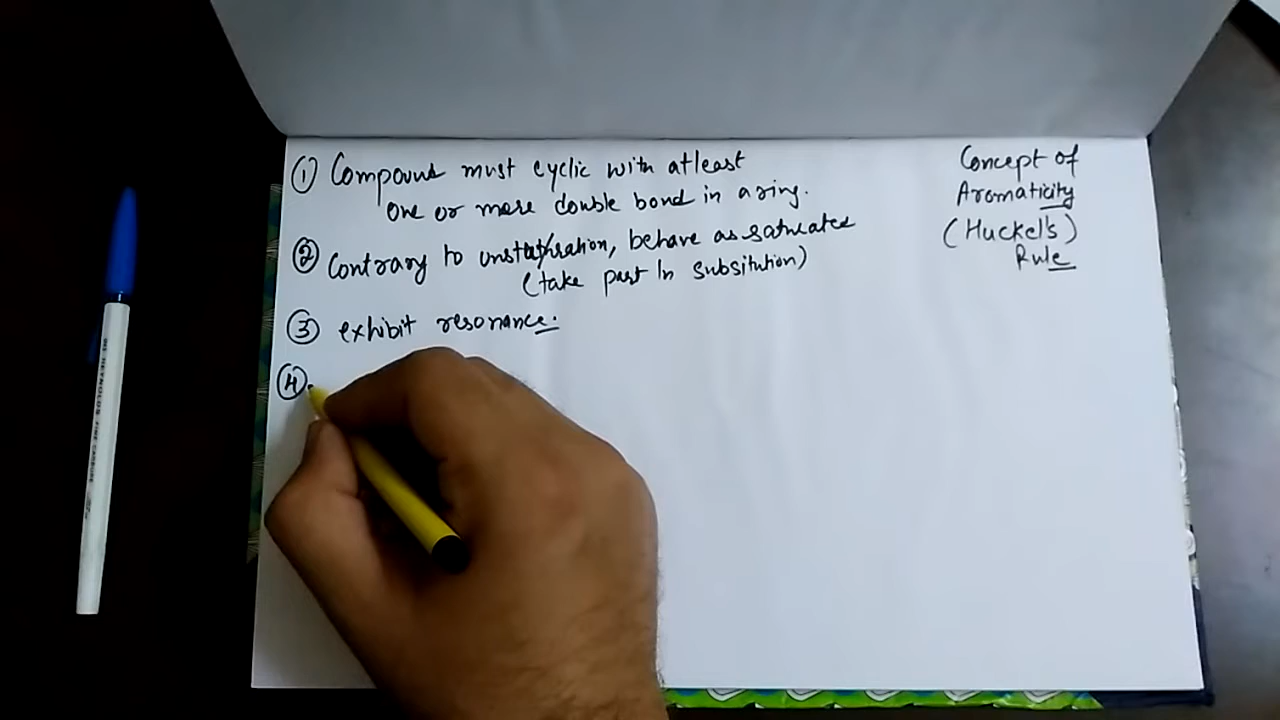 ① Compound must cyclic with atleast
one or more double bond in a ring.
② Contrary to unsaturation, behave as saturated
(take part in subsitution)
③ exhibit resonance.
④
Concept of
Aromaticity
(Huckel's)
Rule